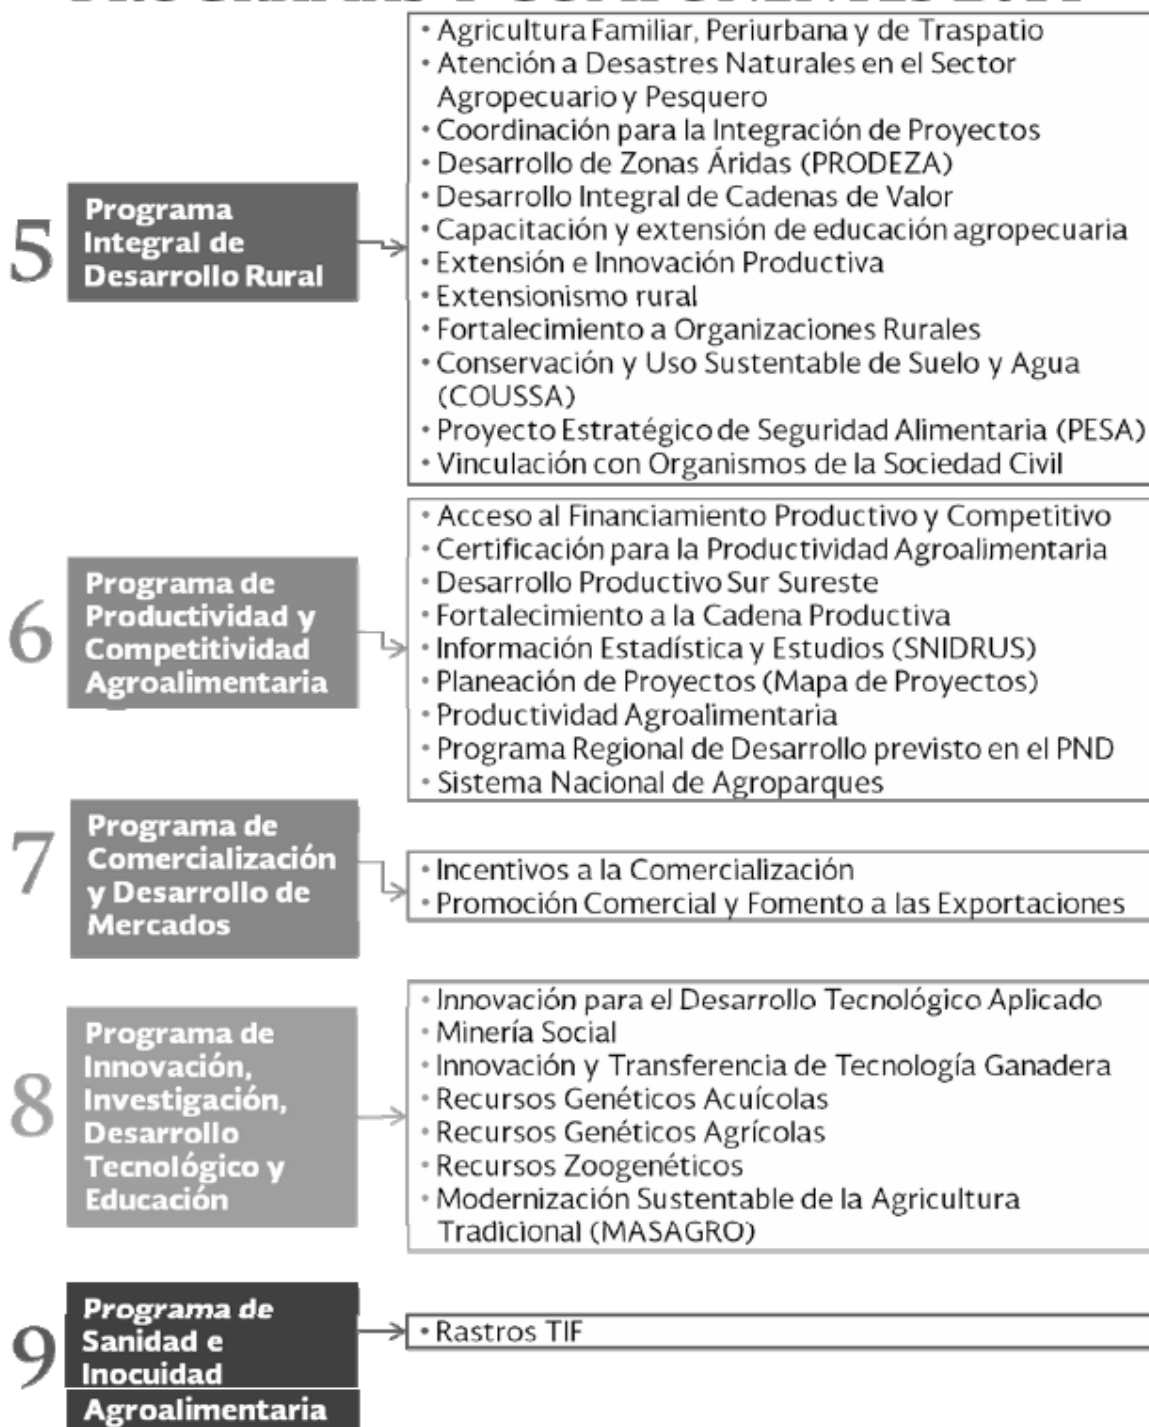 5
Programa
Integral de
Desarrollo Rural
• Agricultura Familiar, Periurbana y de Traspatio
• Atención a Desastres Naturales en el Sector
Agropecuario y Pesquero
• Coordinación para la Integración de Proyectos
• Desarrollo de Zonas Áridas (PRODEZA)
• Desarrollo Integral de Cadenas de Valor
• Capacitación y extensión de educación agropecuaria
• Extensión e Innovación Productiva
• Extensionismo rural
• Fortalecimiento a Organizaciones Rurales
• Conservación y Uso Sustentable de Suelo y Agua
(COUSSA)
• Proyecto Estratégico de Seguridad Alimentaria (PESA)
• Vinculación con Organismos de la Sociedad Civil
6
Programa de
Productividad y
Competitividad
Agroalimentaria
• Acceso al Financiamiento Productivo y Competitivo
• Certificación para la Productividad Agroalimentaria
• Desarrollo Productivo Sur Sureste
• Fortalecimiento a la Cadena Productiva
• Información Estadística y Estudios (SNIDRUS)
• Planeación de Proyectos (Mapa de Proyectos)
• Productividad Agroalimentaria
• Programa Regional de Desarrollo previsto en el PND
• Sistema Nacional de Agroparques
7
Programa de
Comercialización
y Desarrollo de
Mercados
• Incentivos a la Comercialización
• Promoción Comercial y Fomento a las Exportaciones
8
Programa de
Innovación,
Investigación,
Desarrollo
Tecnológico y
Educación
• Innovación para el Desarrollo Tecnológico Aplicado
• Minería Social
• Innovación y Transferencia de Tecnología Ganadera
• Recursos Genéticos Acuícolas
• Recursos Genéticos Agrícolas
• Recursos Zoogenéticos
• Modernización Sustentable de la Agricultura
Tradicional (MASAGRO)
9
Programa de
Sanidad e
Inocuidad
Agroalimentaria
• Rastros TIF